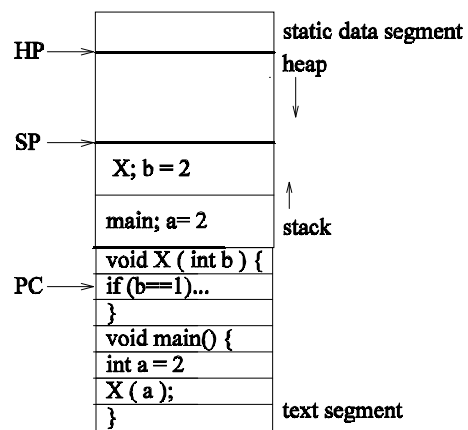 static data segment
HP
heap
SP
X; b = 2
main; a= 2
stack
void X ( int b ) {
PC
if (b==1)...
}
void main() {
int a = 2
X ( a );
}
text segment